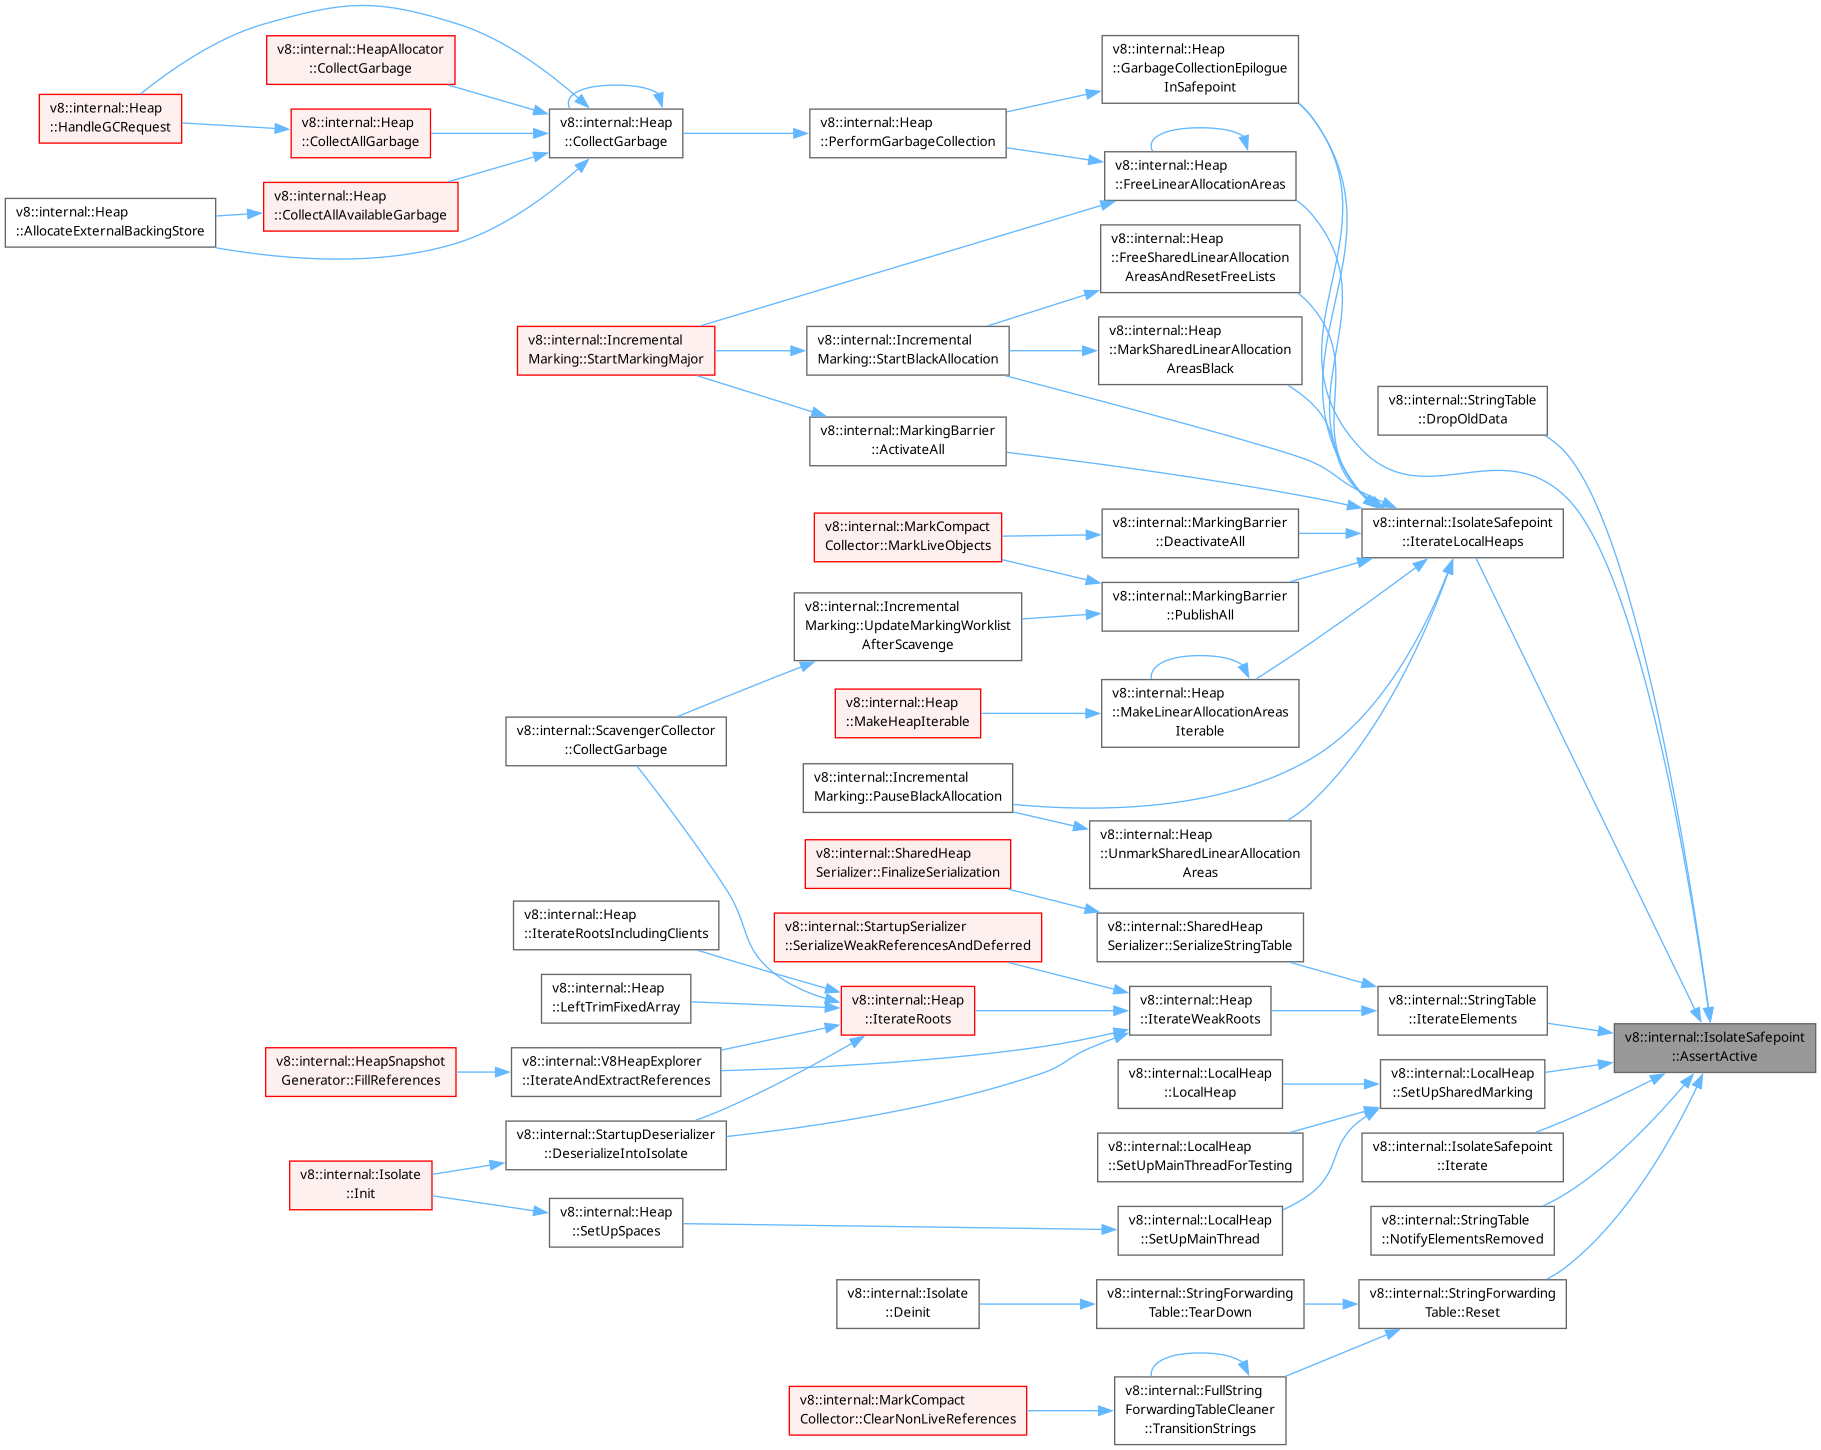 v8::internal::Heap
::HandleGCRequest
v8::internal::Heap
::AllocateExternalBackingStore
v8::internal::HeapAllocator
::CollectGarbage
v8::internal::Heap
::CollectAllGarbage
v8::internal::Heap
::CollectAllAvailableGarbage
v8::internal::HeapSnapshot
Generator::FillReferences
v8::internal::Isolate
::Init
v8::internal::Heap
::CollectGarbage
v8::internal::Incremental
Marking::StartMarkingMajor
v8::internal::ScavengerCollector
::CollectGarbage
v8::internal::Heap
::IterateRootsIncludingClients
v8::internal::Heap
::LeftTrimFixedArray
v8::internal::V8HeapExplorer
::IterateAndExtractReferences
v8::internal::StartupDeserializer
::DeserializeIntoIsolate
v8::internal::Heap
::SetUpSpaces
v8::internal::Heap
::PerformGarbageCollection
v8::internal::Incremental
Marking::StartBlackAllocation
v8::internal::MarkingBarrier
::ActivateAll
v8::internal::MarkCompact
Collector::MarkLiveObjects
v8::internal::Incremental
Marking::UpdateMarkingWorklist
AfterScavenge
v8::internal::Heap
::MakeHeapIterable
v8::internal::Incremental
Marking::PauseBlackAllocation
v8::internal::SharedHeap
Serializer::FinalizeSerialization
v8::internal::StartupSerializer
::SerializeWeakReferencesAndDeferred
v8::internal::Heap
::IterateRoots
v8::internal::Isolate
::Deinit
v8::internal::MarkCompact
Collector::ClearNonLiveReferences
v8::internal::Heap
::GarbageCollectionEpilogue
InSafepoint
v8::internal::Heap
::FreeLinearAllocationAreas
v8::internal::Heap
::FreeSharedLinearAllocation
AreasAndResetFreeLists
v8::internal::Heap
::MarkSharedLinearAllocation
AreasBlack
v8::internal::MarkingBarrier
::DeactivateAll
v8::internal::MarkingBarrier
::PublishAll
v8::internal::Heap
::MakeLinearAllocationAreas
Iterable
v8::internal::Heap
::UnmarkSharedLinearAllocation
Areas
v8::internal::SharedHeap
Serializer::SerializeStringTable
v8::internal::Heap
::IterateWeakRoots
v8::internal::LocalHeap
::LocalHeap
v8::internal::LocalHeap
::SetUpMainThreadForTesting
v8::internal::LocalHeap
::SetUpMainThread
v8::internal::StringForwarding
Table::TearDown
v8::internal::FullString
ForwardingTableCleaner
::TransitionStrings
v8::internal::StringTable
::DropOldData
v8::internal::IsolateSafepoint
::IterateLocalHeaps
v8::internal::StringTable
::IterateElements
v8::internal::LocalHeap
::SetUpSharedMarking
v8::internal::IsolateSafepoint
::Iterate
v8::internal::StringTable
::NotifyElementsRemoved
v8::internal::StringForwarding
Table::Reset
v8::internal::IsolateSafepoint
::AssertActive